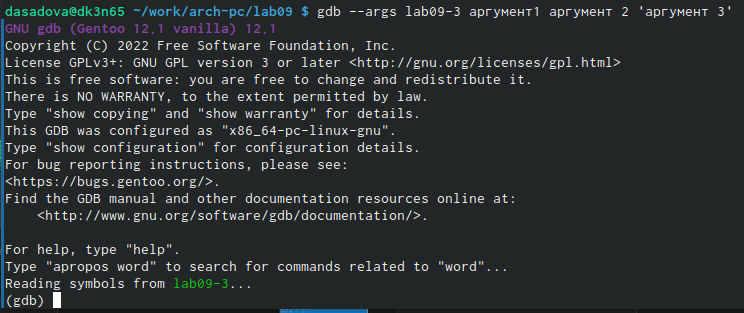 dasadova@dk3n65 ~/work/arch-pc/lab09 $ gdb --args lab09-3 аргумент1 аргумент 2 'аргумент 3'
GNU gdb (Gentoo 12.1 vanilla) 12.1
Copyright (C) 2022 Free Software Foundation, Inc.
License GPLv3+: GNU GPL version 3 or later <http://gnu.org/licenses/gpl.html>
This is free software: you are free to change and redistribute it.
There is NO WARRANTY, to the extent permitted by law.
Type "show copying" and "show warranty" for details.
This GDB was configured as "x86_64-pc-linux-gnu".
Type "show configuration" for configuration details.
For bug reporting instructions, please see:
<https://bugs.gentoo.org/>.
Find the GDB manual and other documentation resources online at:
    <http://www.gnu.org/software/gdb/documentation/>.

For help, type "help".
Type "apropos word" to search for commands related to "word"...
Reading symbols from lab09-3...
(gdb)